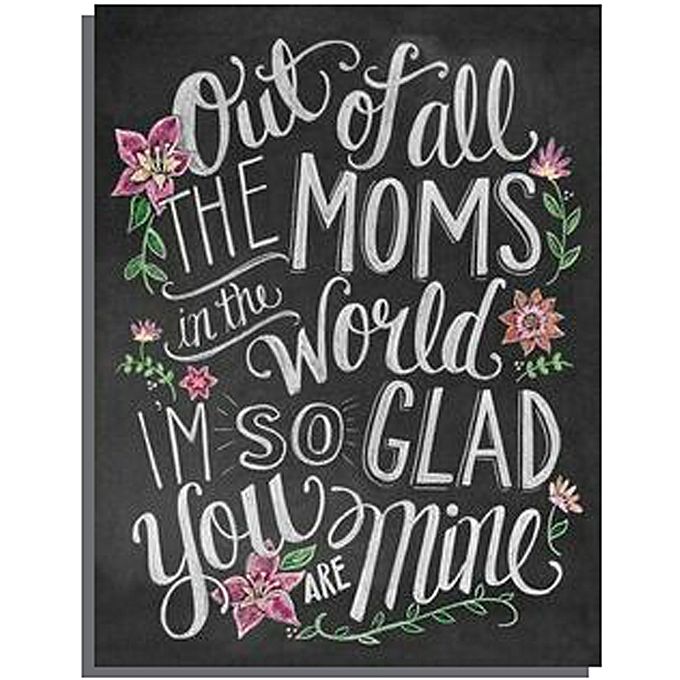 Out of all
THE MOMS
in the World
I'M SO GLAD
You ARE Mine